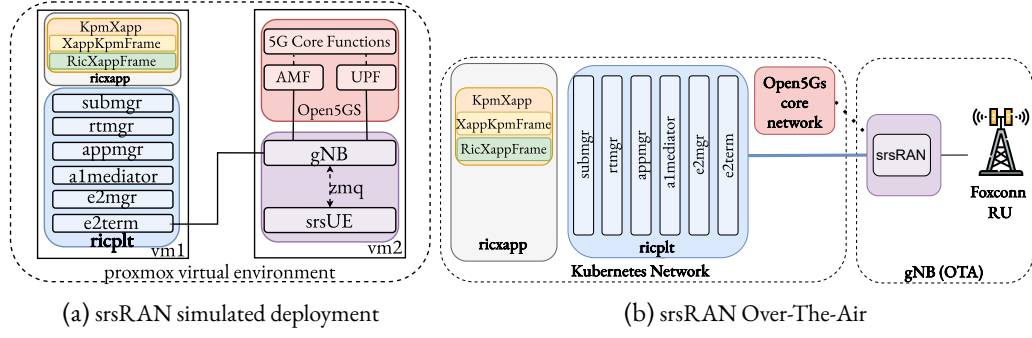 KpmXapp
XappKpmFrame
RicXappFrame
ricxapp
submgr
rtmgr
appmgr
a1mediator
e2mgr
e2term
ricplt
vm1
5G Core Functions
AMF
UPF
Open5GS
gNB
zmq
srsUE
vm2
proxmox virtual environment
(a) srsRAN simulated deployment
KpmXapp
XappKpmFrame
RicXappFrame
ricxapp
submgr
rtmgr
appmgr
a1mediator
e2mgr
e2term
ricplt
Kubernetes Network
Open5Gs
core
network
srsRAN
Foxconn
RU
gNB (OTA)
(b) srsRAN Over-The-Air